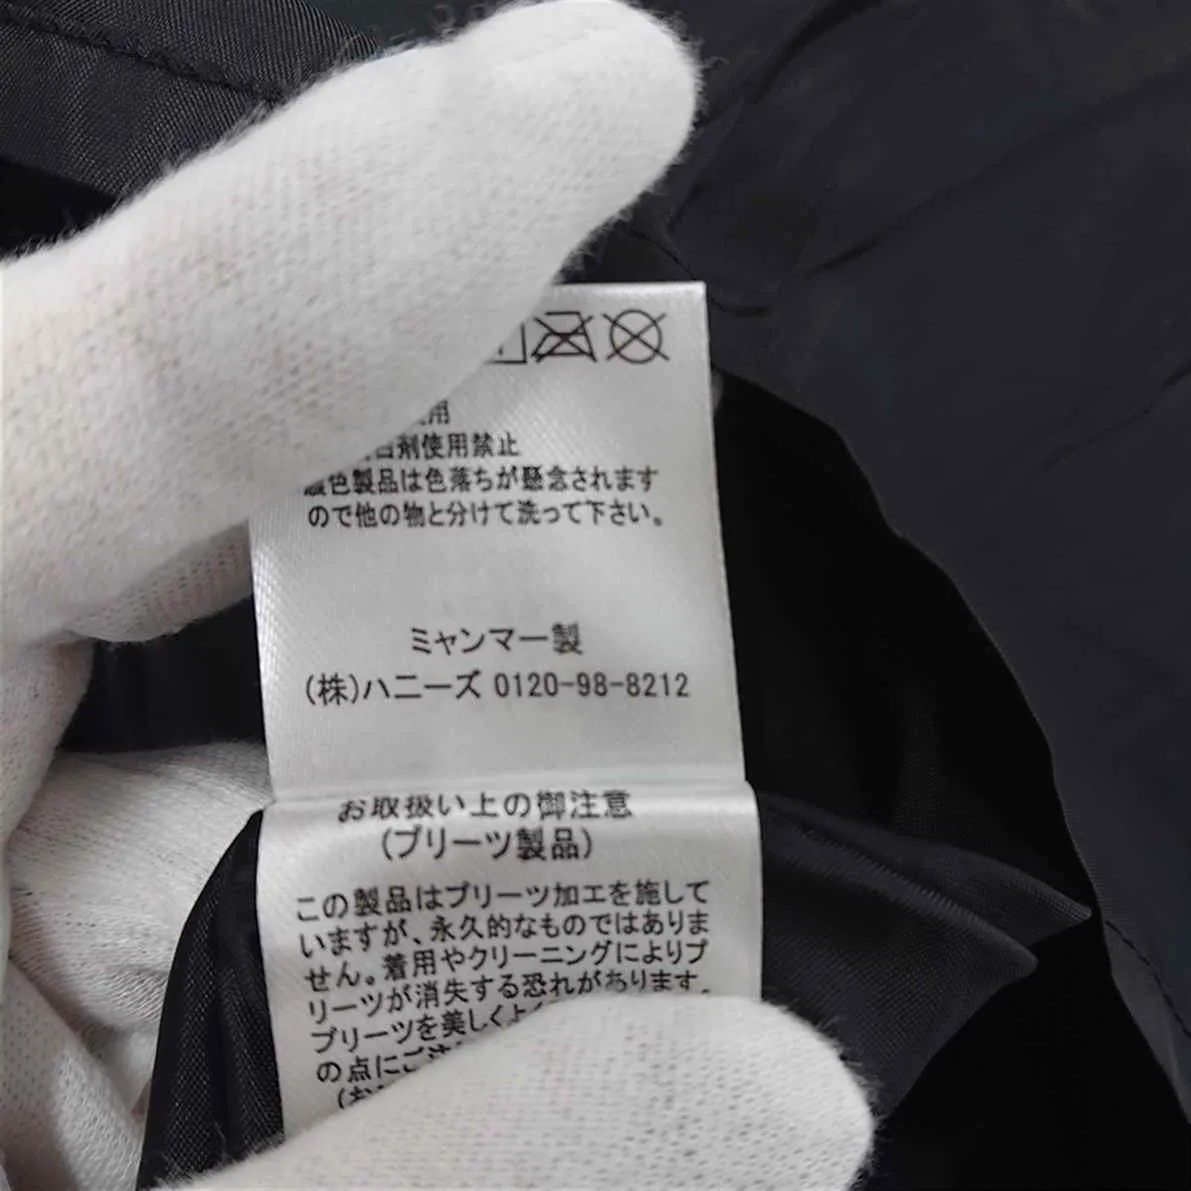 用
白剤使用禁止
濃色製品は色落ちが懸念されます
ので他の物と分けて洗って下さい。
ミャンマー製
(株)ハニーズ 0120-98-8212
お取扱い上の御注意
(プリーツ製品)
この製品はプリーツ加工を施して
いますが、永久的なものではありま
せん。着用やクリーニングによりプ
リーツが消失する恐れがあります。
プリーツを美しくよ
の点にご注
(お